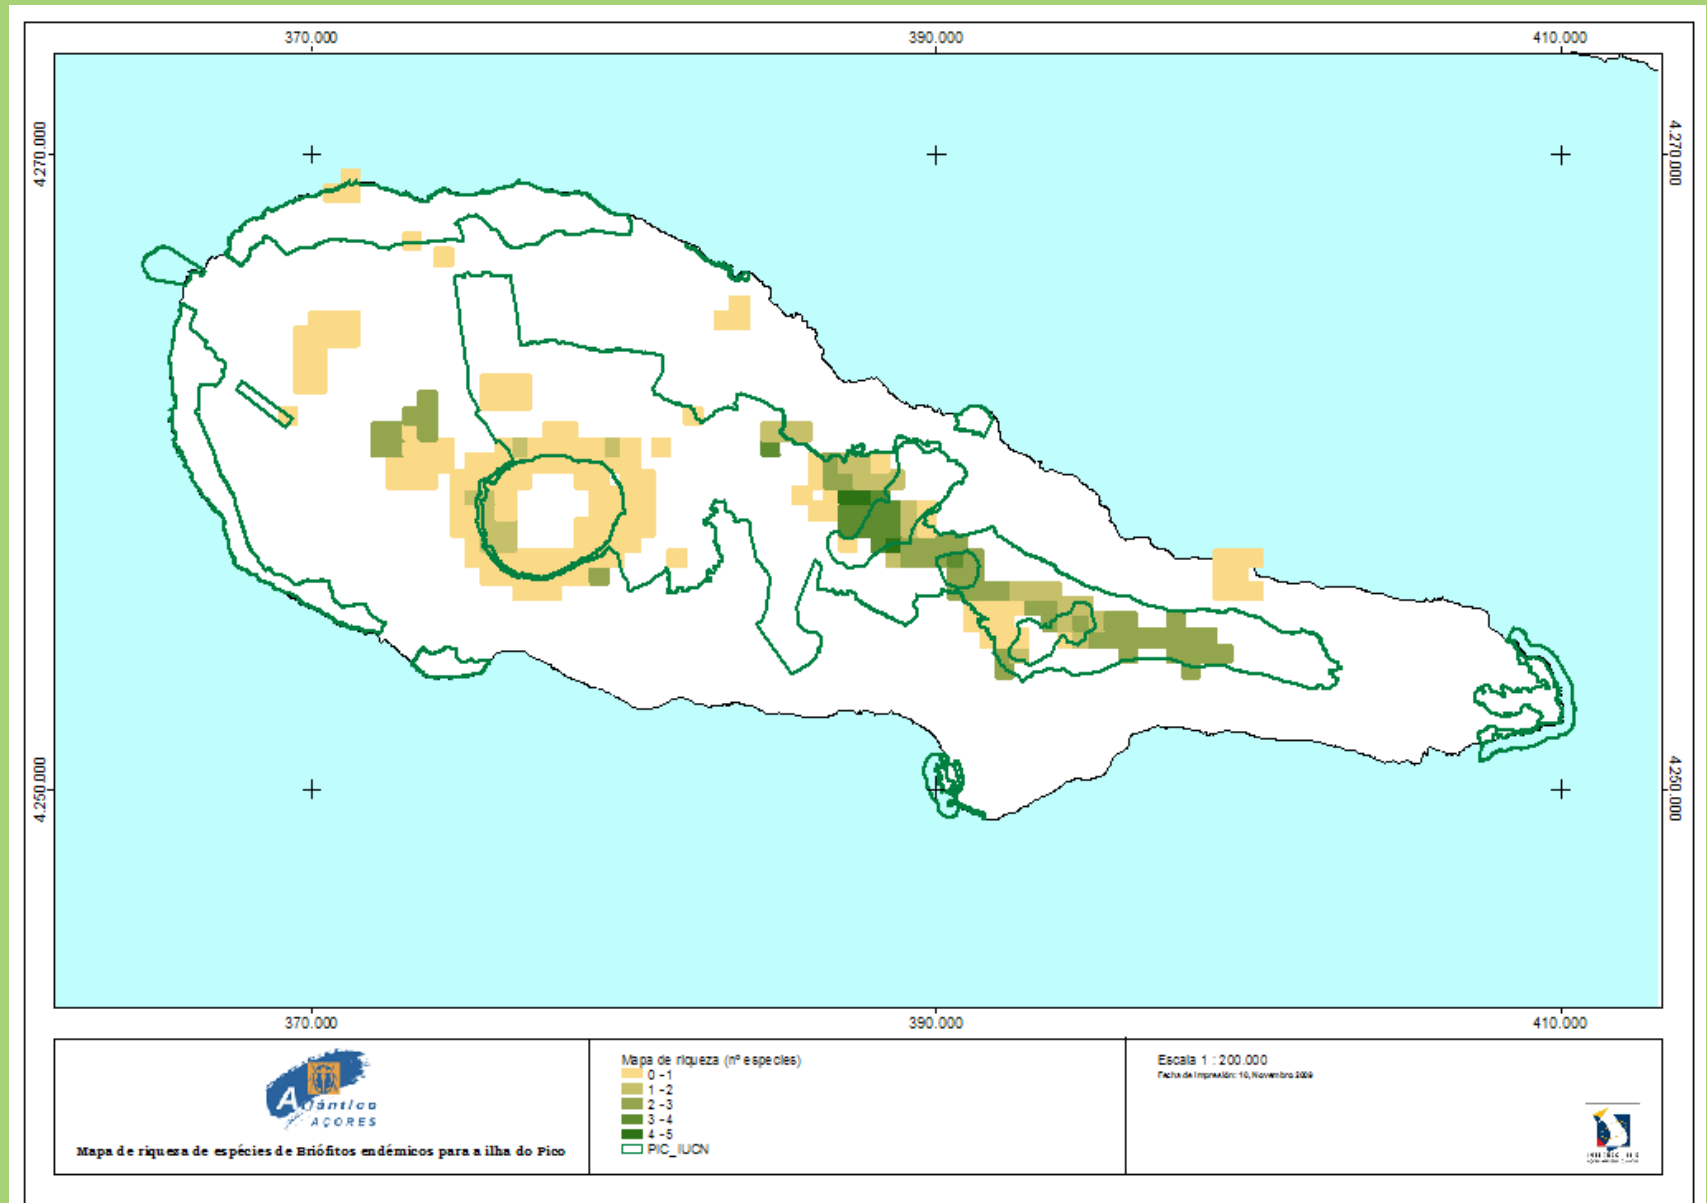 370.000 390.000 410.000
4.270.000 4.270.000
4.250.000 4.250.000
370.000 390.000 410.000
Atlântico
AÇORES
Mapa de riqueza de espécies de Briófitos endémicos para a ilha do Pico
Mapa de riqueza (nº especies)
0 - 1
1 - 2
2 - 3
3 - 4
4 - 5
PIC_IUCN
Escala 1 : 200.000
Fecha de Impresión: 10, Novembro 2009